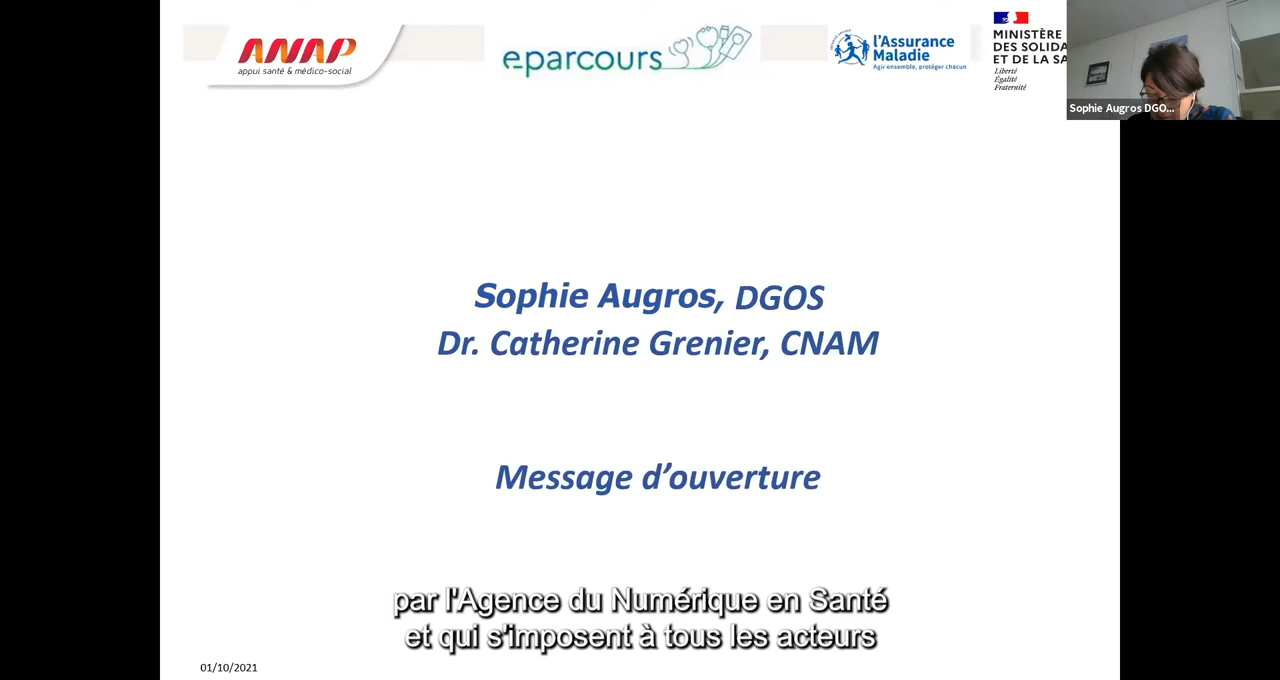 ANAP
appui santé & médico-social
eparcours
l'Assurance
Maladie
Agir ensemble, protéger chacun
MINISTÈRE
DES SOLIDA
ET DE LA SA
Liberté
Égalité
Fraternité
Sophie Augros DGO...
Sophie Augros, DGOS
Dr. Catherine Grenier, CNAM
Message d'ouverture
par l'Agence du Numérique en Santé
et qui s'imposent à tous les acteurs
01/10/2021